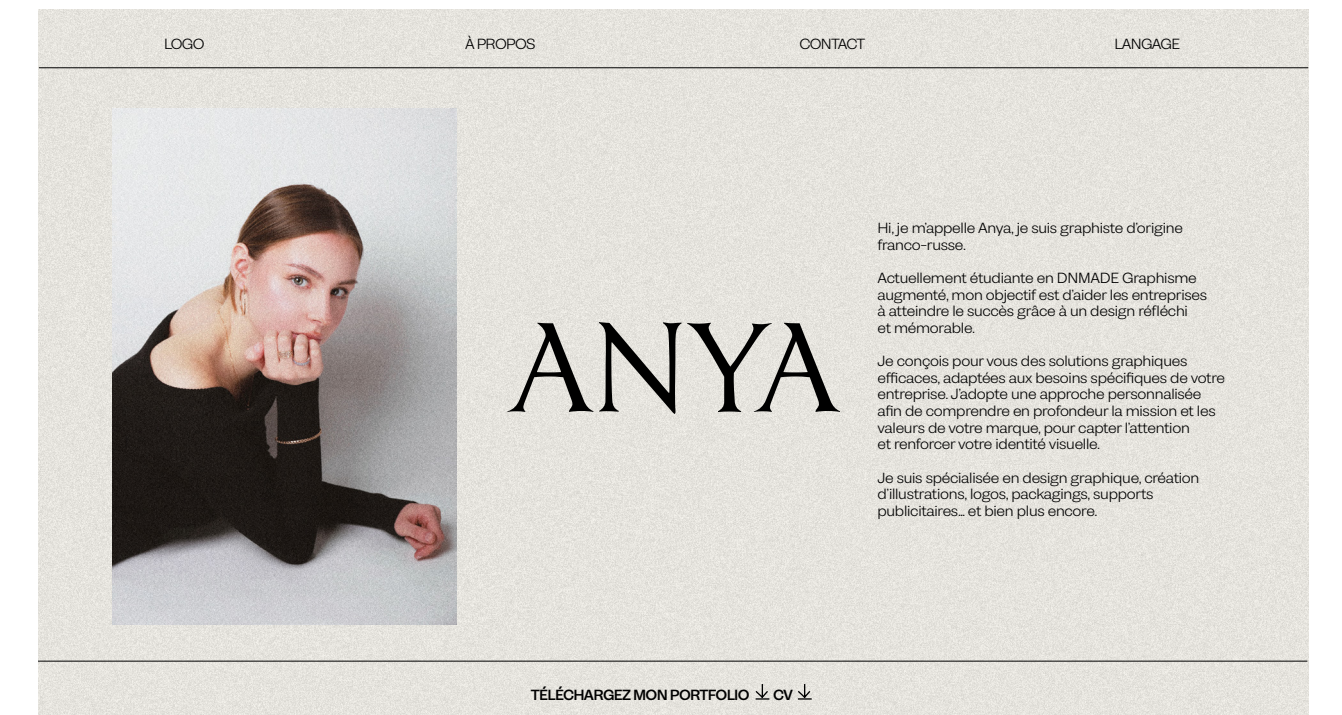 LOGO
À PROPOS
CONTACT
LANGAGE
ANYA
Hi, je m'appelle Anya, je suis graphiste d'origine
franco-russe.
Actuellement étudiante en DNMADE Graphisme
augmenté, mon objectif est d'aider les entreprises
à atteindre le succès grâce à un design réfléchi
et mémorable.
Je conçois pour vous des solutions graphiques
efficaces, adaptées aux besoins spécifiques de votre
entreprise. J'adopte une approche personnalisée
afin de comprendre en profondeur la mission et les
valeurs de votre marque, pour capter l'attention
et renforcer votre identité visuelle.
Je suis spécialisée en design graphique, création
d'illustrations, logos, packagings, supports
publicitaires... et bien plus encore.
TÉLÉCHARGEZ MON PORTFOLIO CV